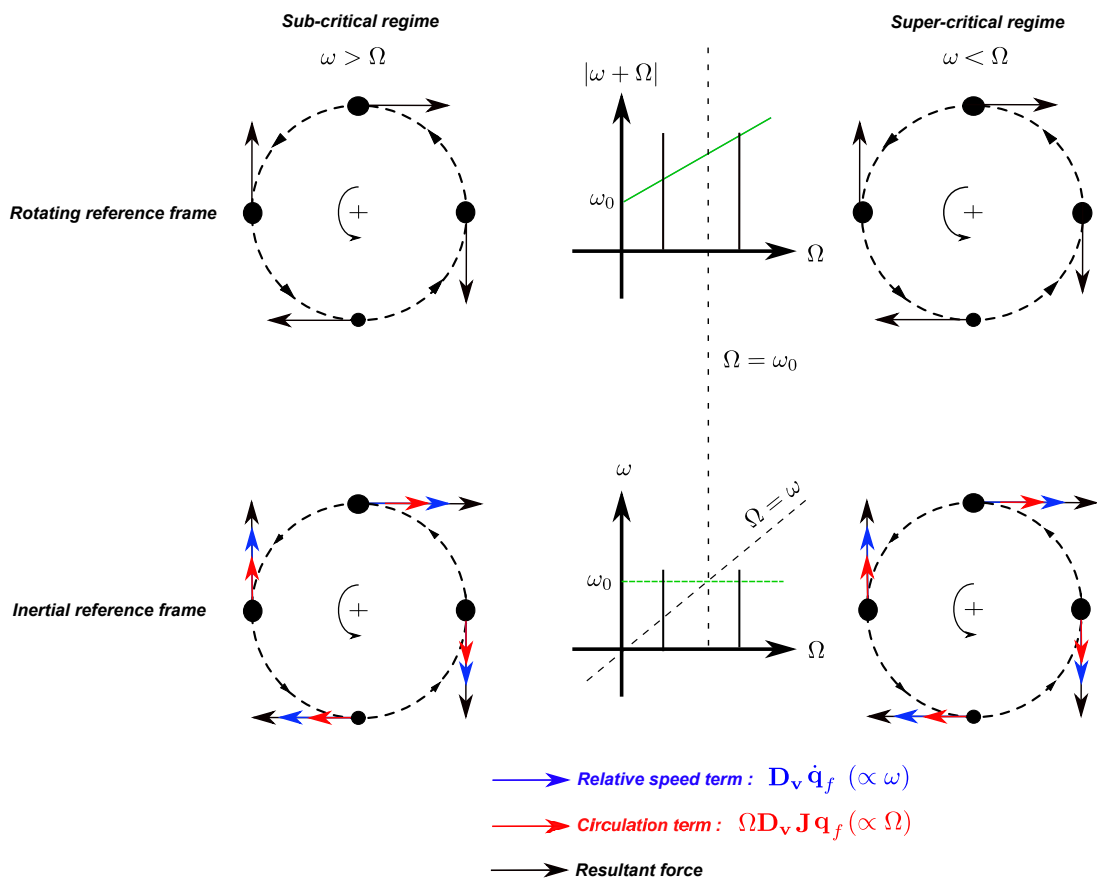 Sub-critical regime
ω > Ω
Super-critical regime
ω < Ω
|ω + Ω|
Rotating reference frame
+
ω₀
Ω
+
Ω = ω₀
ω
Ω = ω
ω₀
Inertial reference frame
+
Ω
+
Relative speed term : D_v q̇_f (∝ ω)
Circulation term : ΩD_v J q_f (∝ Ω)
Resultant force